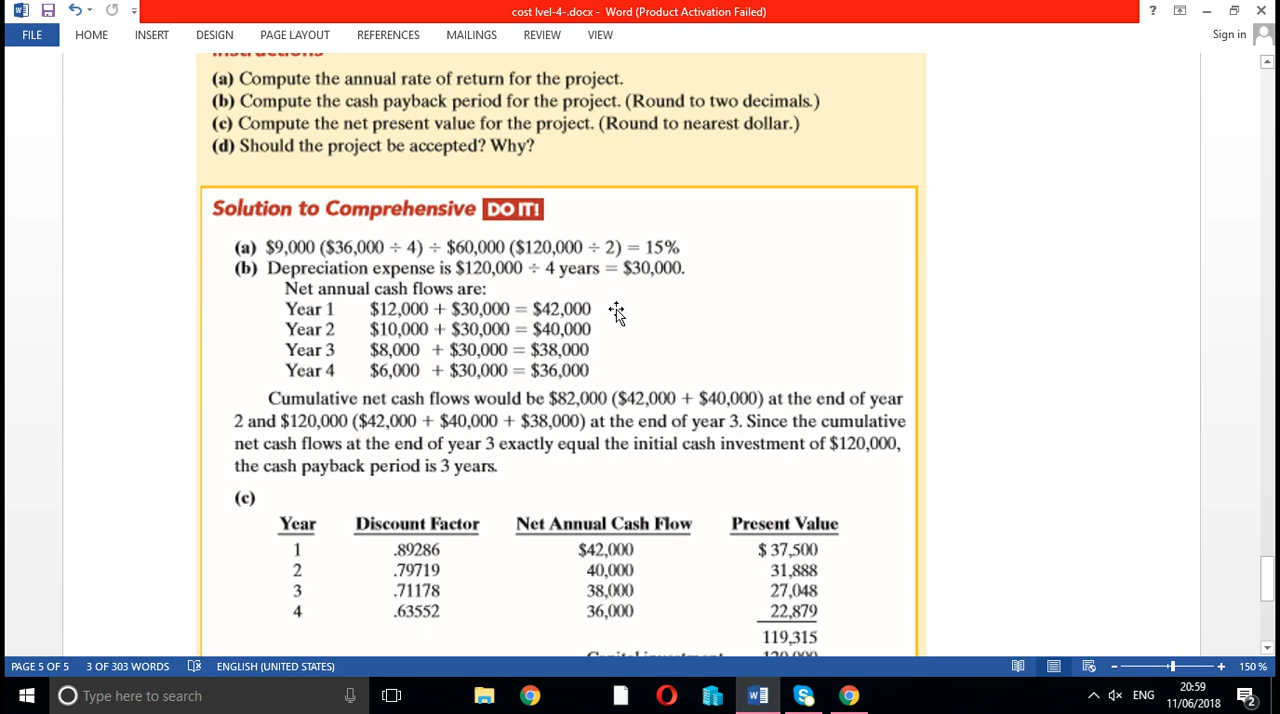 cost lvel-4-.docx - Word (Product Activation Failed)
?
FILE HOME INSERT DESIGN PAGE LAYOUT REFERENCES MAILINGS REVIEW VIEW Sign in
Instructions
(a) Compute the annual rate of return for the project.
(b) Compute the cash payback period for the project. (Round to two decimals.)
(c) Compute the net present value for the project. (Round to nearest dollar.)
(d) Should the project be accepted? Why?
Solution to Comprehensive DO IT!
(a) $9,000 ($36,000 ÷ 4) ÷ $60,000 ($120,000 ÷ 2) = 15%
(b) Depreciation expense is $120,000 ÷ 4 years = $30,000.
Net annual cash flows are:
Year 1 $12,000 + $30,000 = $42,000
Year 2 $10,000 + $30,000 = $40,000
Year 3 $8,000 + $30,000 = $38,000
Year 4 $6,000 + $30,000 = $36,000
Cumulative net cash flows would be $82,000 ($42,000 + $40,000) at the end of year
2 and $120,000 ($42,000 + $40,000 + $38,000) at the end of year 3. Since the cumulative
net cash flows at the end of year 3 exactly equal the initial cash investment of $120,000,
the cash payback period is 3 years.
(c)
Year Discount Factor Net Annual Cash Flow Present Value
1 .89286 $42,000 $ 37,500
2 .79719 40,000 31,888
3 .71178 38,000 27,048
4 .63552 36,000 22,879
119,315
Capital investment 120,000
PAGE 5 OF 5 3 OF 303 WORDS ENGLISH (UNITED STATES) 150 %
Type here to search
ENG
20:59
11/06/2018
2